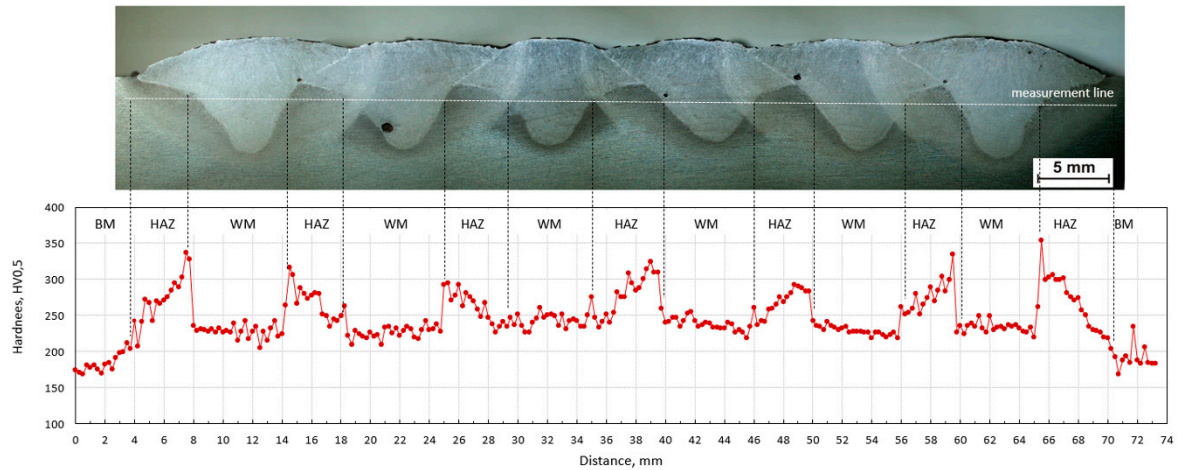 measurement line
5 mm
400
BM HAZ WM HAZ WM HAZ WM HAZ WM HAZ WM HAZ WM HAZ BM
350
300
250
200
150
100
0 2 4 6 8 10 12 14 16 18 20 22 24 26 28 30 32 34 36 38 40 42 44 46 48 50 52 54 56 58 60 62 64 66 68 70 72 74
Hardnees, HV0,5
Distance, mm